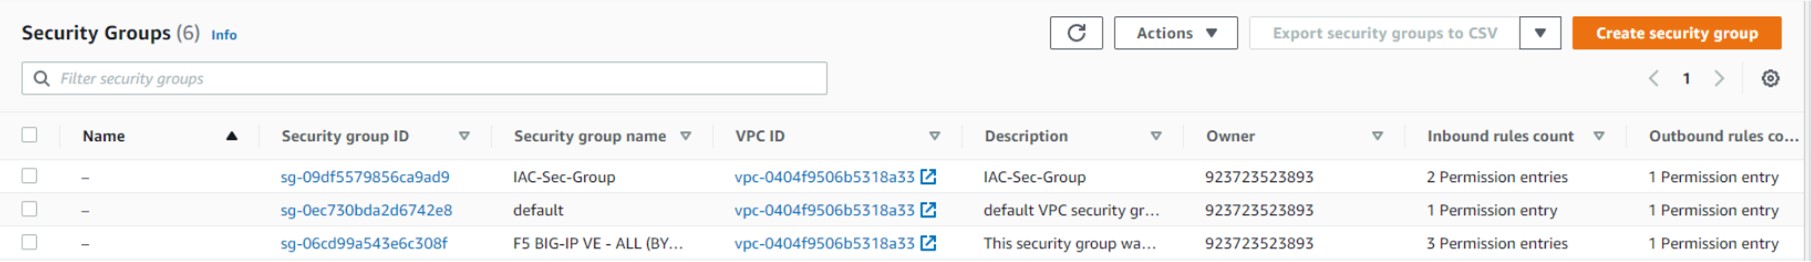 Security Groups (6) Info
Actions
Export security groups to CSV
Create security group
Filter security groups
1
Name Security group ID Security group name VPC ID Description Owner Inbound rules count Outbound rules co...
– sg-09df5579856ca9ad9 IAC-Sec-Group vpc-0404f9506b5318a33 IAC-Sec-Group 923723523893 2 Permission entries 1 Permission entry
– sg-0ec730bda2d6742e8 default vpc-0404f9506b5318a33 default VPC security gr... 923723523893 1 Permission entry 1 Permission entry
– sg-06cd99a543e6c308f F5 BIG-IP VE - ALL (BY... vpc-0404f9506b5318a33 This security group wa... 923723523893 3 Permission entries 1 Permission entry